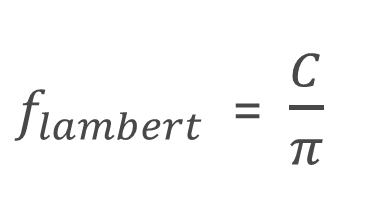 f_lambert = C/π